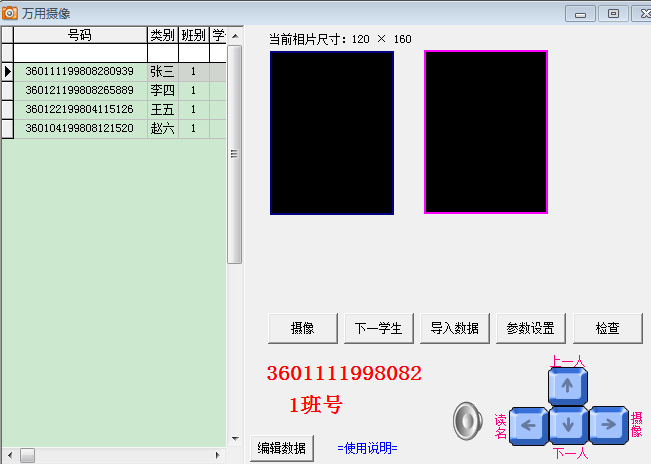 万用摄像
号码 类别 班别 学
360111199808280939 张三 1
360121199808265889 李四 1
360122199804115126 王五 1
360104199808121520 赵六 1
当前相片尺寸：120 × 160
摄像 下一学生 导入数据 参数设置 检查
3601111998082
1班号
上一人
读名
摄像
下一人
编辑数据 =使用说明=